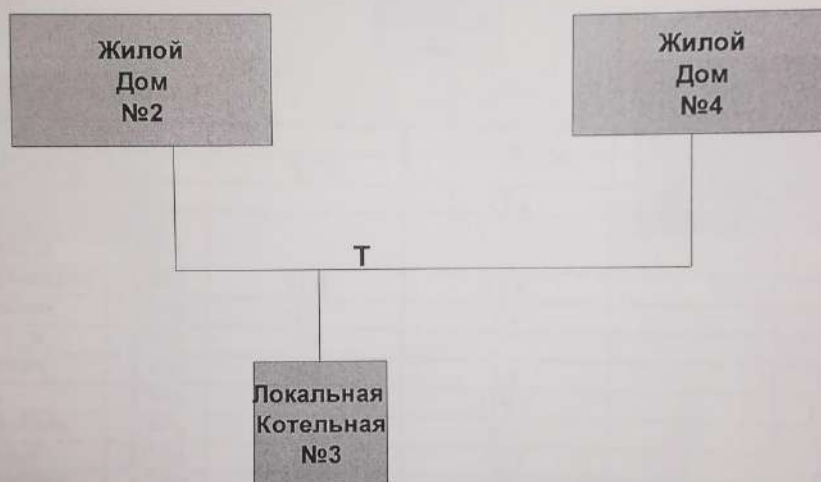 Жилой
Дом
№2
Жилой
Дом
№4
Т
Локальная
Котельная
№3